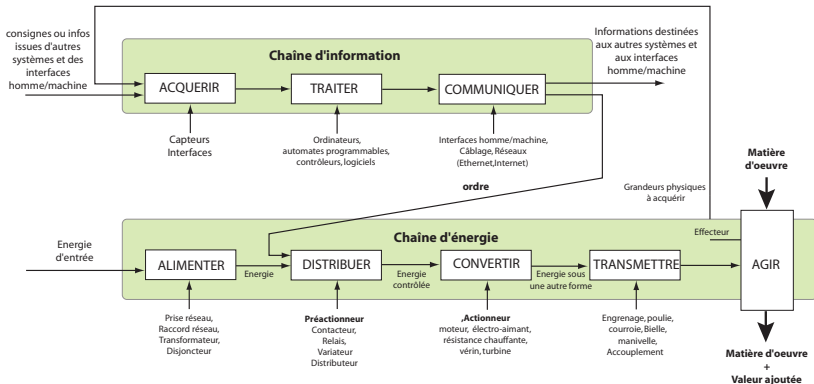 consignes ou infos
issues d'autres
systèmes et des
interfaces
homme/machine
Chaîne d'information
ACQUERIR
TRAITER
COMMUNIQUER
Informations destinées
aux autres systèmes et
aux interfaces
homme/machine
Capteurs
Interfaces
Ordinateurs,
automates programmables,
contrôleurs, logiciels
Interfaces homme/machine,
Câblage, Réseaux
(Ethernet,Internet)
ordre
Grandeurs physiques
à acquérir
Matière
d'oeuvre
Chaîne d'énergie
Effecteur
Energie
d'entrée
ALIMENTER
Energie
DISTRIBUER
Energie
contrôlée
CONVERTIR
Energie sous
une autre forme
TRANSMETTRE
AGIR
Prise réseau,
Raccord réseau,
Transformateur,
Disjoncteur
Préactionneur
Contacteur,
Relais,
Variateur
Distributeur
,Actionneur
moteur, électro-aimant,
résistance chauffante,
vérin, turbine
Engrenage, poulie,
courroie, Bielle,
manivelle,
Accouplement
Matière d'oeuvre
+
Valeur ajoutée